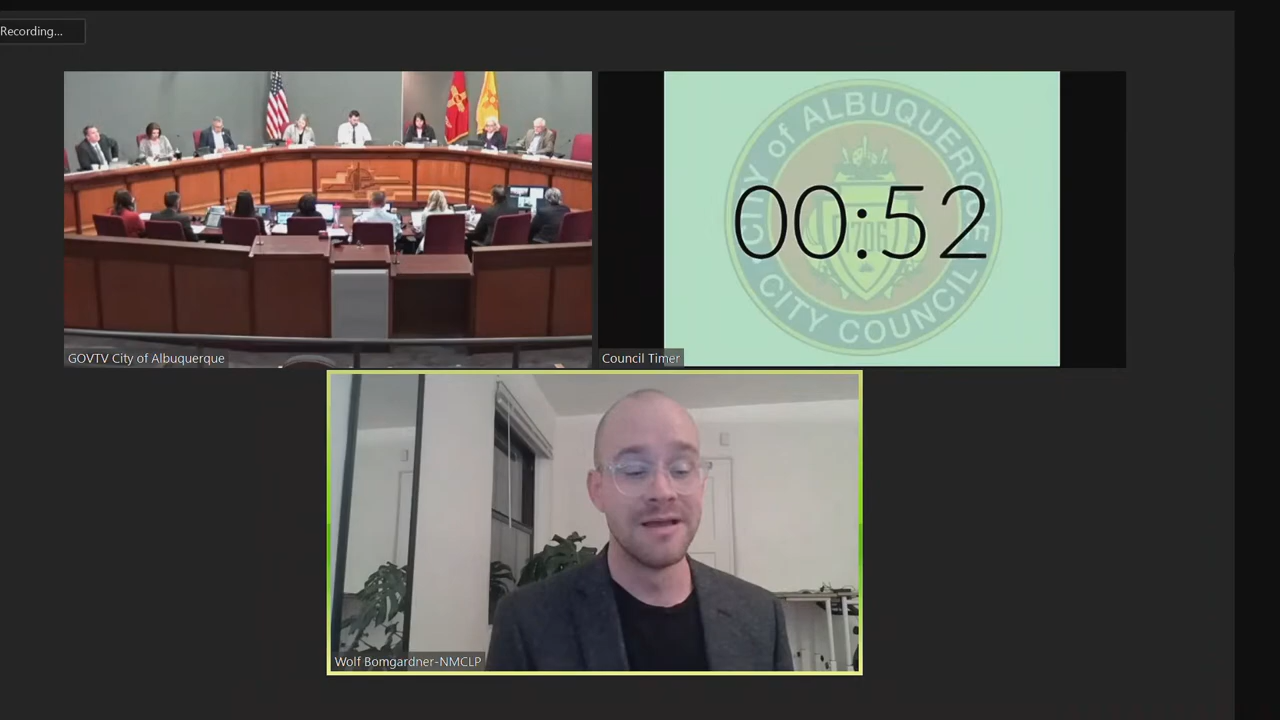 Recording...
CITY of ALBUQUERQUE
1706
CITY COUNCIL
00:52
GOVTV City of Albuquerque
Council Timer
Wolf Bomgardner-NMCLP